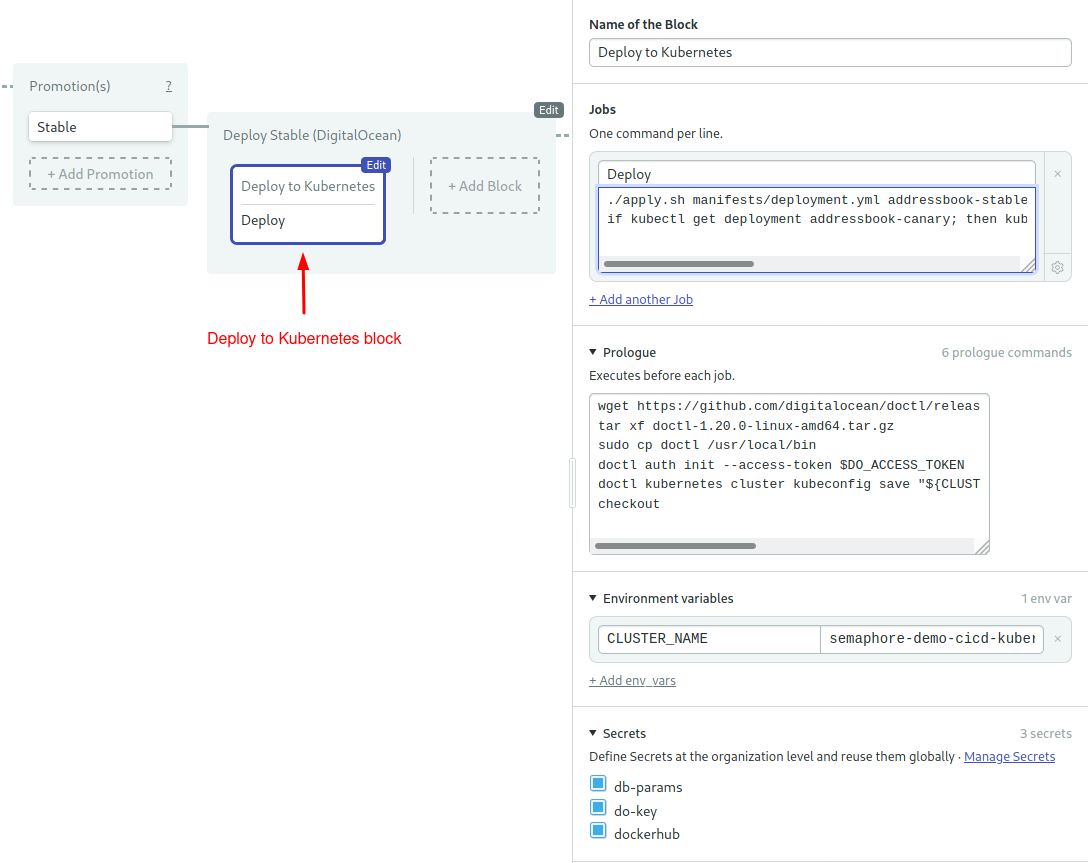 Promotion(s)
?
Stable
+ Add Promotion
Edit
Deploy Stable (DigitalOcean)
Edit
Deploy to Kubernetes
Deploy
+ Add Block
Deploy to Kubernetes block
Name of the Block
Deploy to Kubernetes
Jobs
One command per line.
Deploy
×
./apply.sh manifests/deployment.yml addressbook-stable
if kubectl get deployment addressbook-canary; then kub
+ Add another Job
▼ Prologue
6 prologue commands
Executes before each job.
wget https://github.com/digitalocean/doctl/releas
tar xf doctl-1.20.0-linux-amd64.tar.gz
sudo cp doctl /usr/local/bin
doctl auth init --access-token $DO_ACCESS_TOKEN
doctl kubernetes cluster kubeconfig save "${CLUST
checkout
▼ Environment variables
1 env var
CLUSTER_NAME
semaphore-demo-cicd-kuber
×
+ Add env_vars
▼ Secrets
3 secrets
Define Secrets at the organization level and reuse them globally · Manage Secrets
db-params
do-key
dockerhub